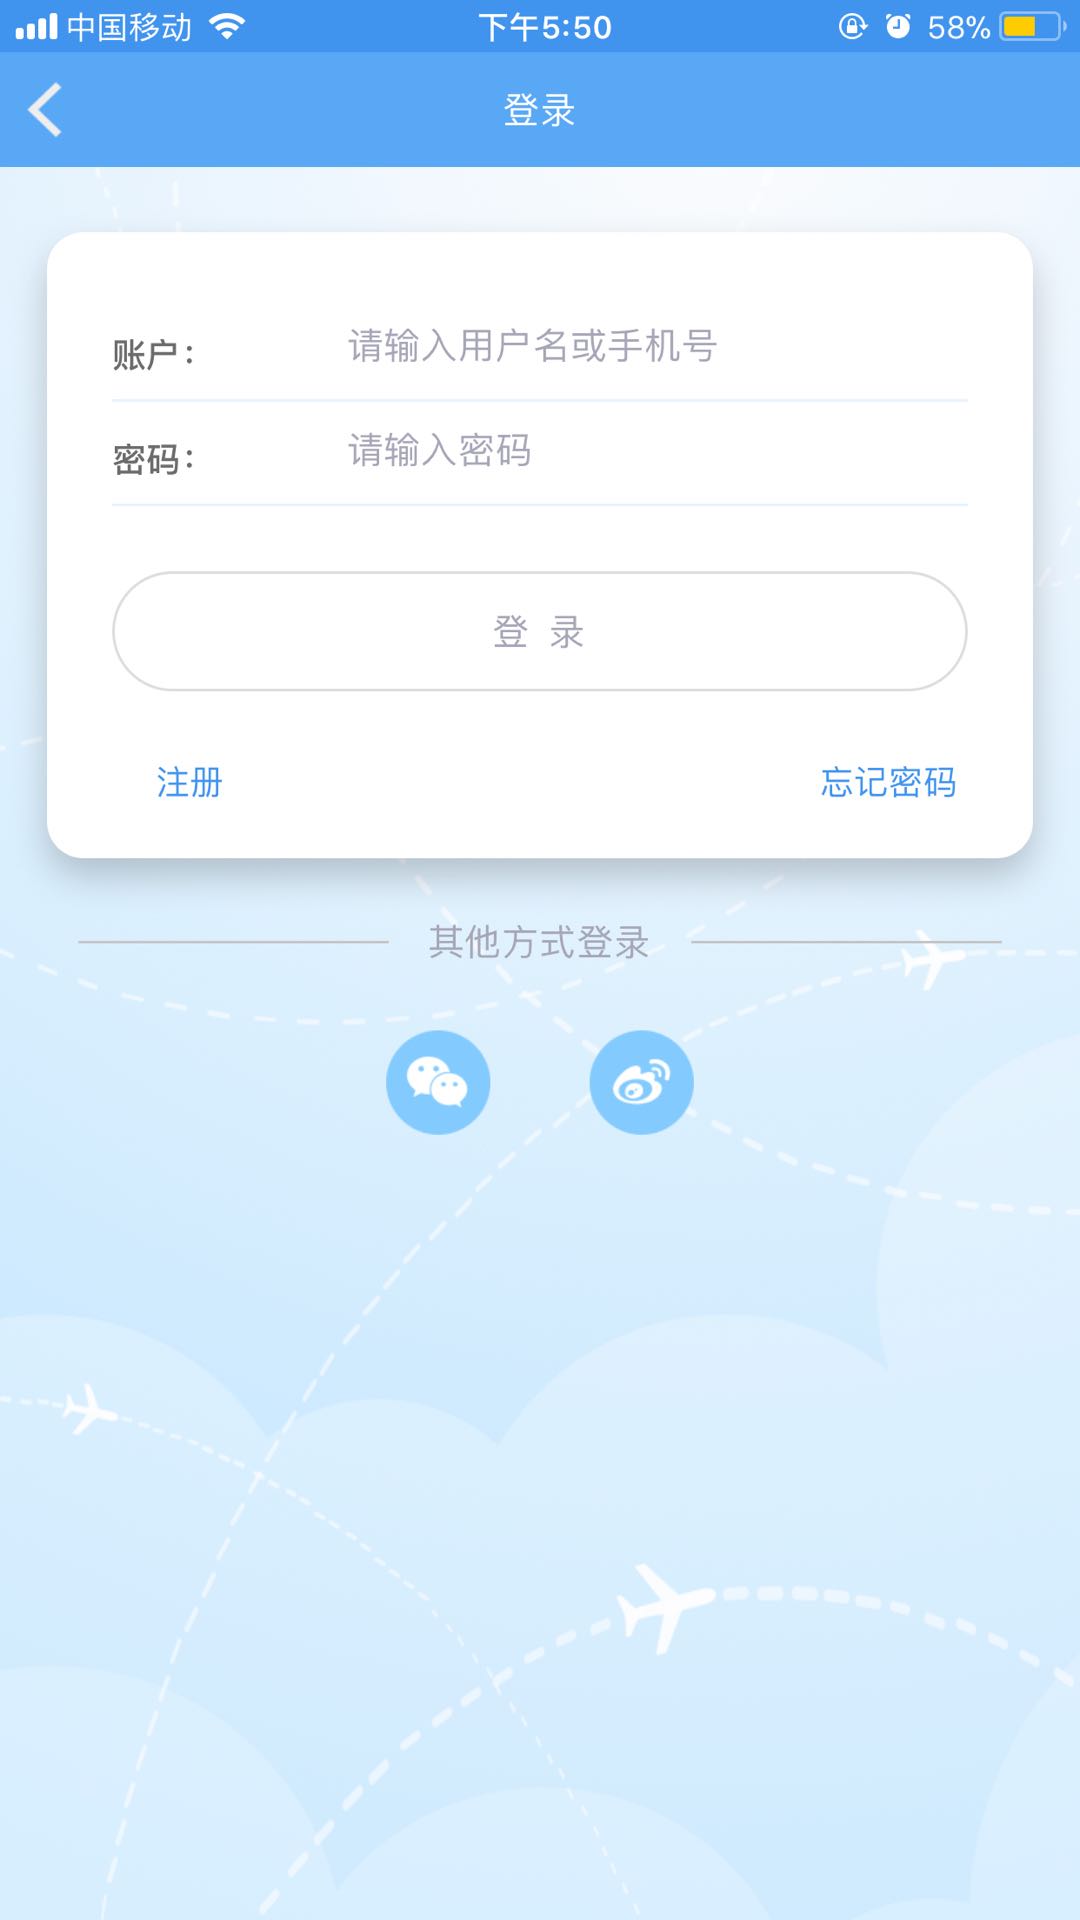 中国移动 下午5:50 58%
登录
账户： 请输入用户名或手机号
密码： 请输入密码
登 录
注册 忘记密码
其他方式登录